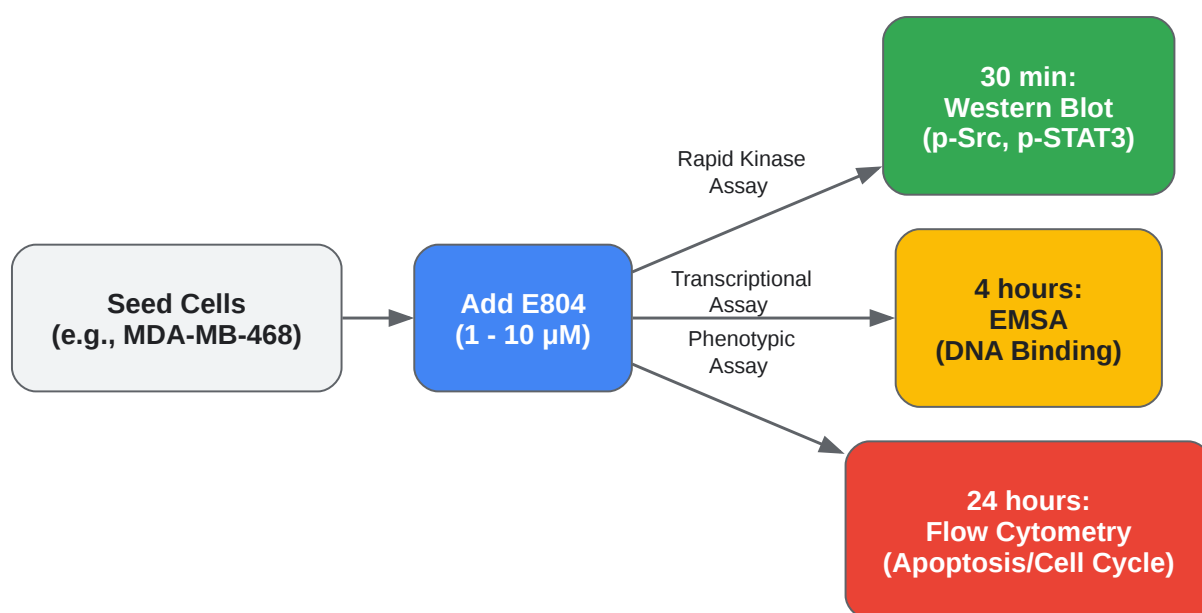 Seed Cells
(e.g., MDA-MB-468)
Add E804
(1 - 10 μM)
Rapid Kinase
Assay
30 min:
Western Blot
(p-Src, p-STAT3)
Transcriptional
Assay
4 hours:
EMSA
(DNA Binding)
Phenotypic
Assay
24 hours:
Flow Cytometry
(Apoptosis/Cell Cycle)